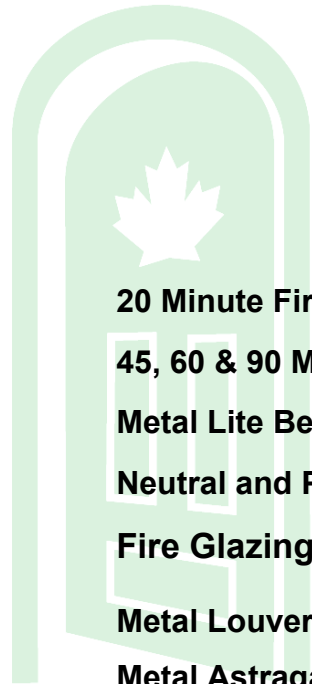 20 Minute Fir
45, 60 & 90 M
Metal Lite Be
Neutral and P
Fire Glazing
Metal Louver
Metal Astraga